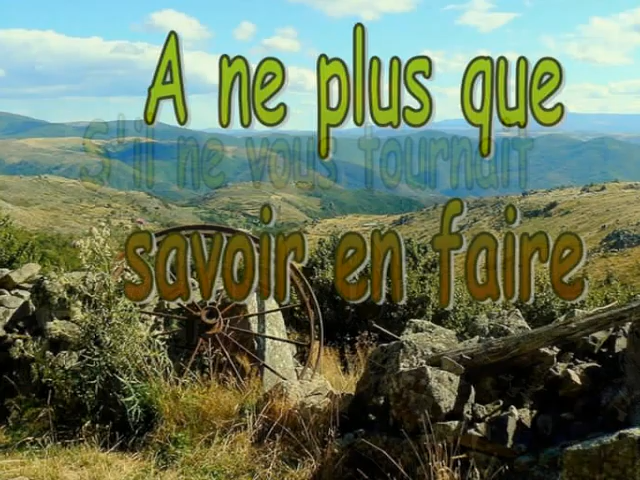 A ne plus que
S'il ne vous tournait
savoir en faire